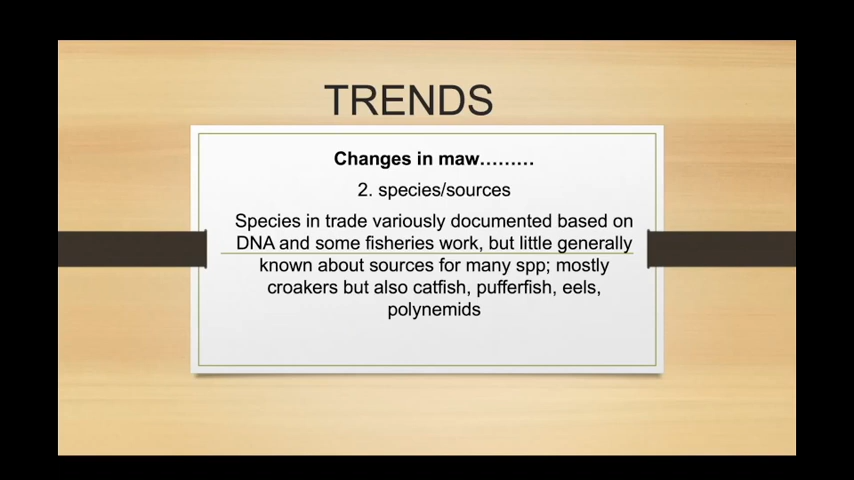 TRENDS
Changes in maw.........
2. species/sources
Species in trade variously documented based on
DNA and some fisheries work, but little generally
known about sources for many spp; mostly
croakers but also catfish, pufferfish, eels,
polynemids